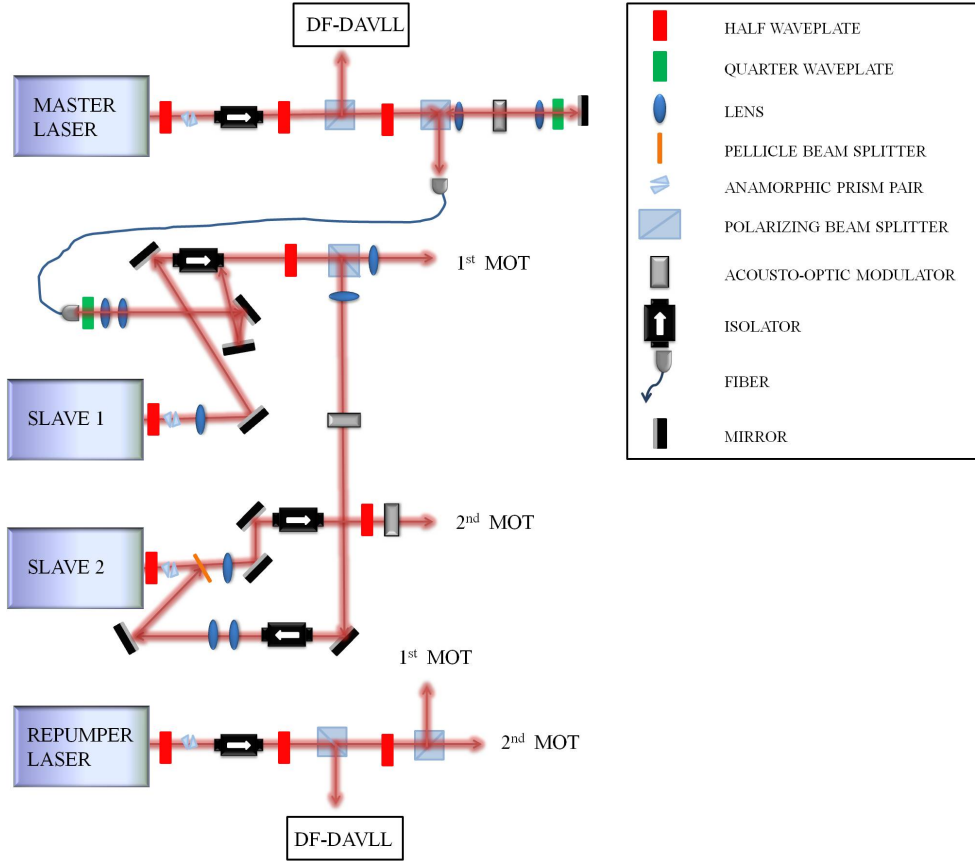 DF-DAVLL
MASTER
LASER
1st MOT
SLAVE 1
2nd MOT
SLAVE 2
1st MOT
REPUMPER
LASER
2nd MOT
DF-DAVLL
HALF WAVEPLATE
QUARTER WAVEPLATE
LENS
PELLICLE BEAM SPLITTER
ANAMORPHIC PRISM PAIR
POLARIZING BEAM SPLITTER
ACOUSTO-OPTIC MODULATOR
ISOLATOR
FIBER
MIRROR